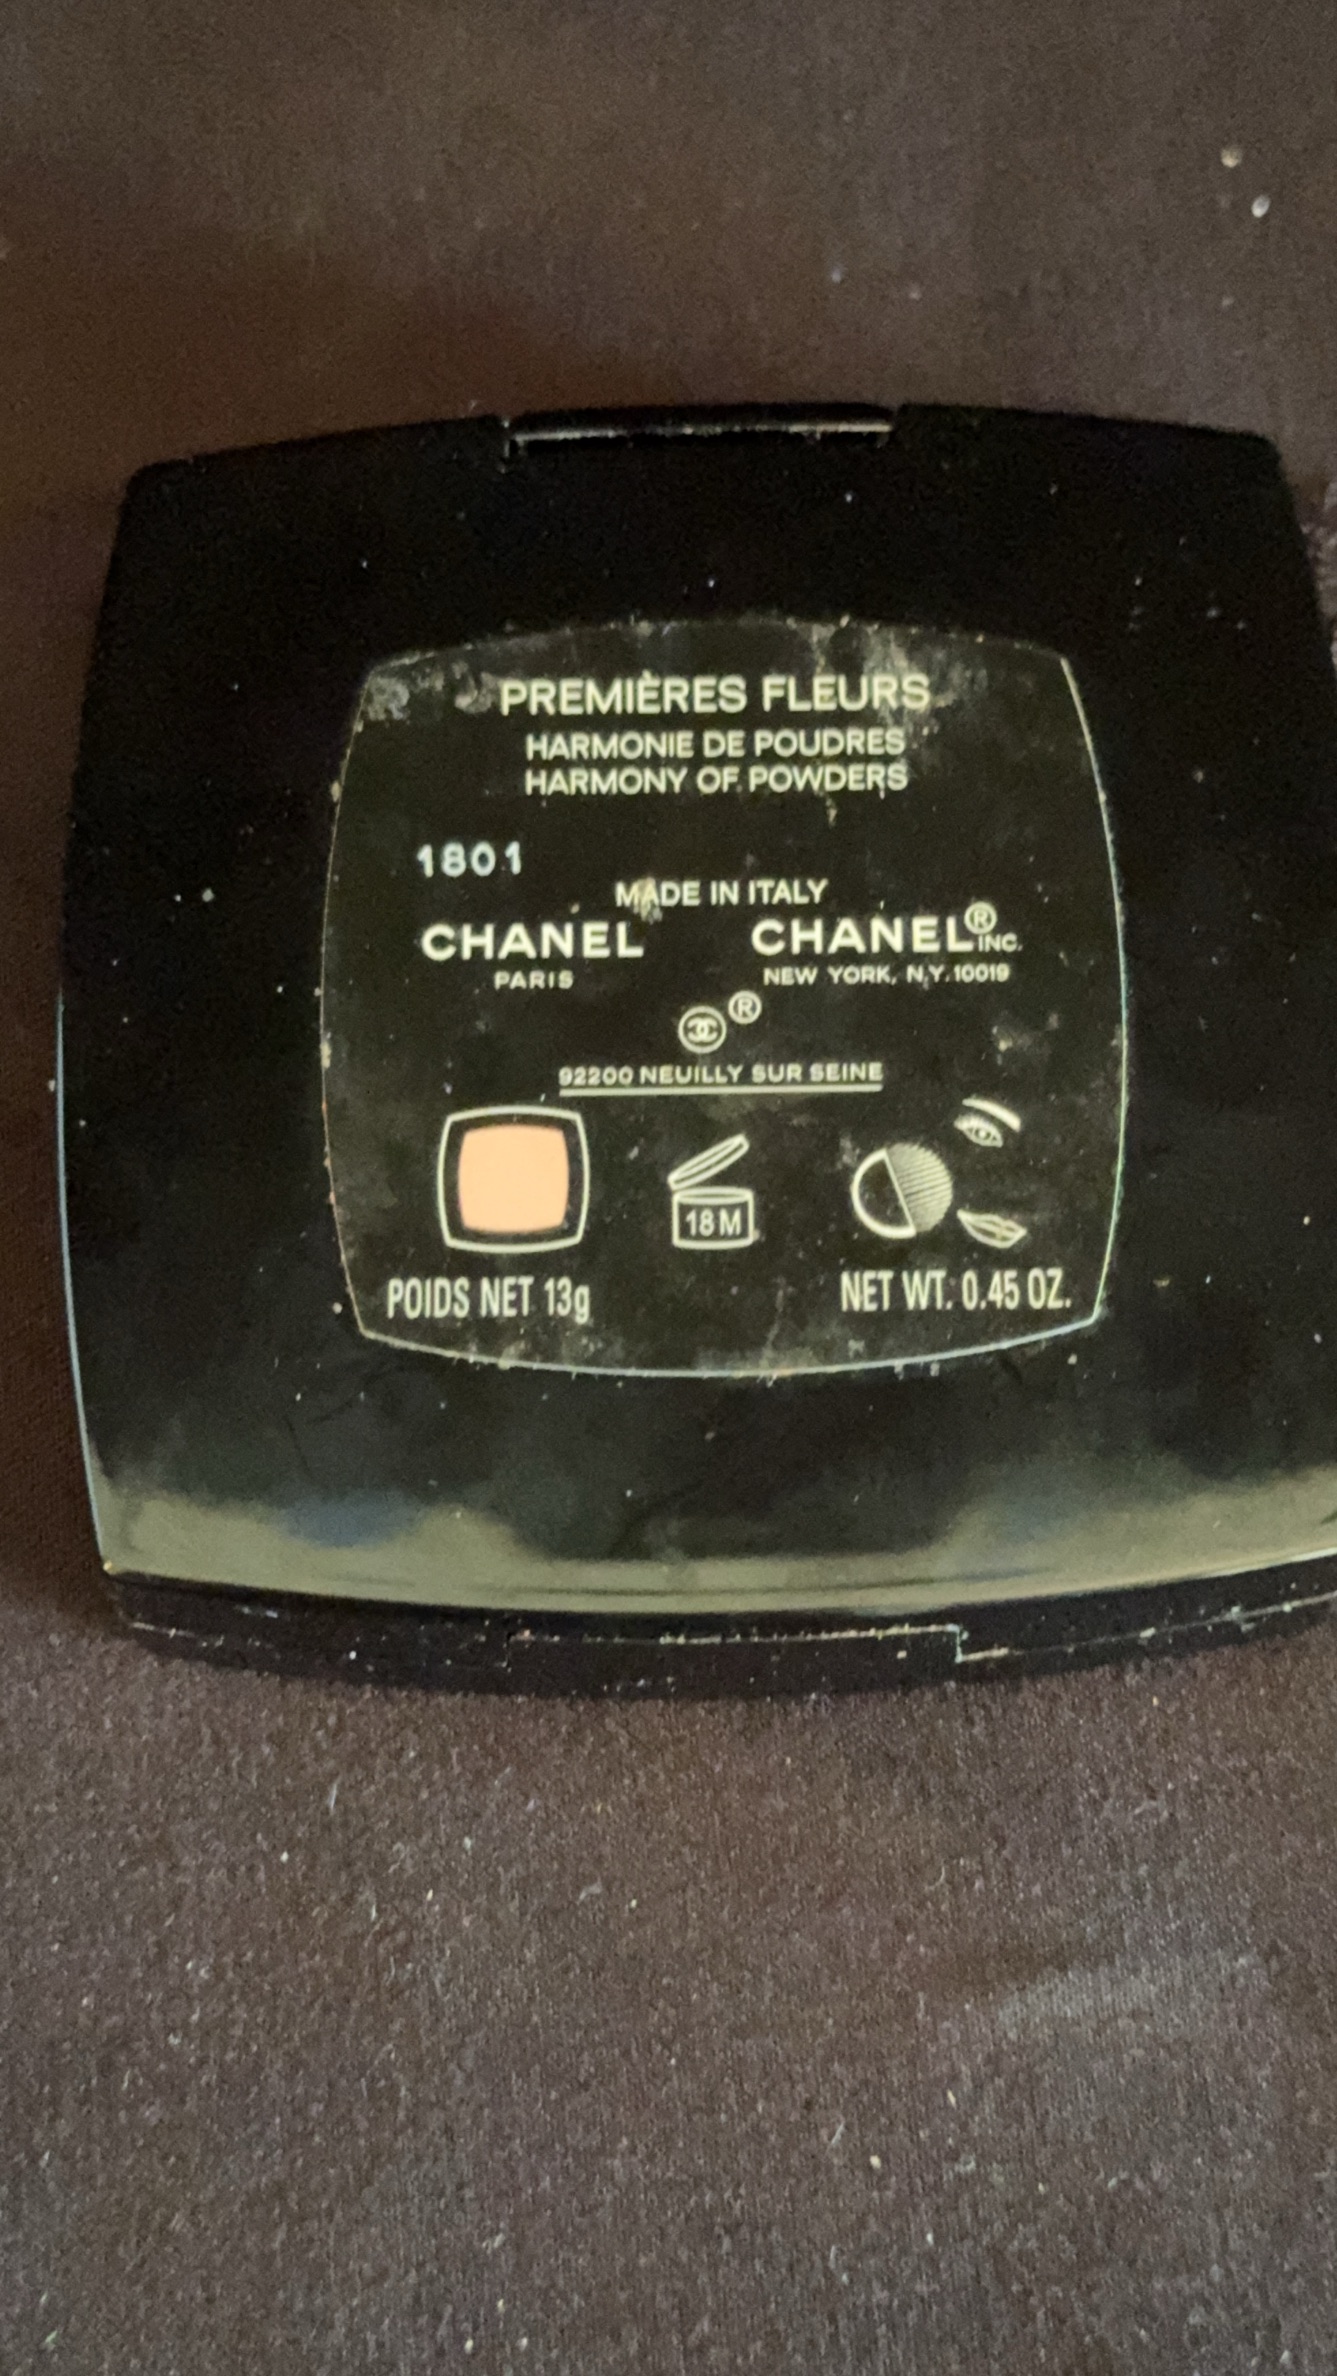 PREMIÈRES FLEURS
HARMONIE DE POUDRES
HARMONY OF POWDERS
1801
MADE IN ITALY
CHANEL CHANEL® INC.
PARIS NEW YORK, N.Y. 10019
®
92200 NEUILLY SUR SEINE
18M
POIDS NET 13g NET WT. 0.45 OZ.